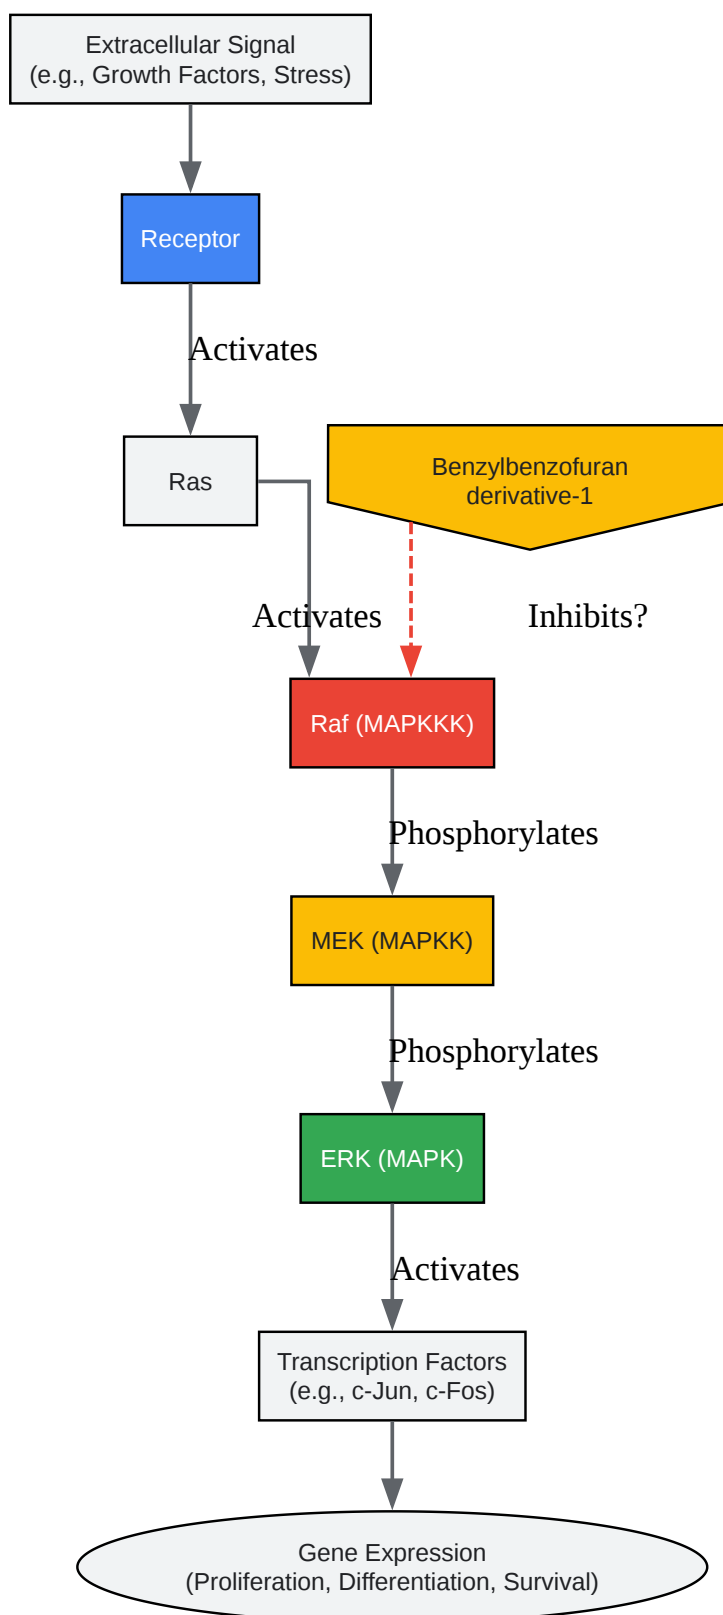 Extracellular Signal
(e.g., Growth Factors, Stress)
Receptor
Activates
Ras
Benzylbenzofuran
derivative-1
Activates
Inhibits?
Raf (MAPKKK)
Phosphorylates
MEK (MAPKK)
Phosphorylates
ERK (MAPK)
Activates
Transcription Factors
(e.g., c-Jun, c-Fos)
Gene Expression
(Proliferation, Differentiation, Survival)